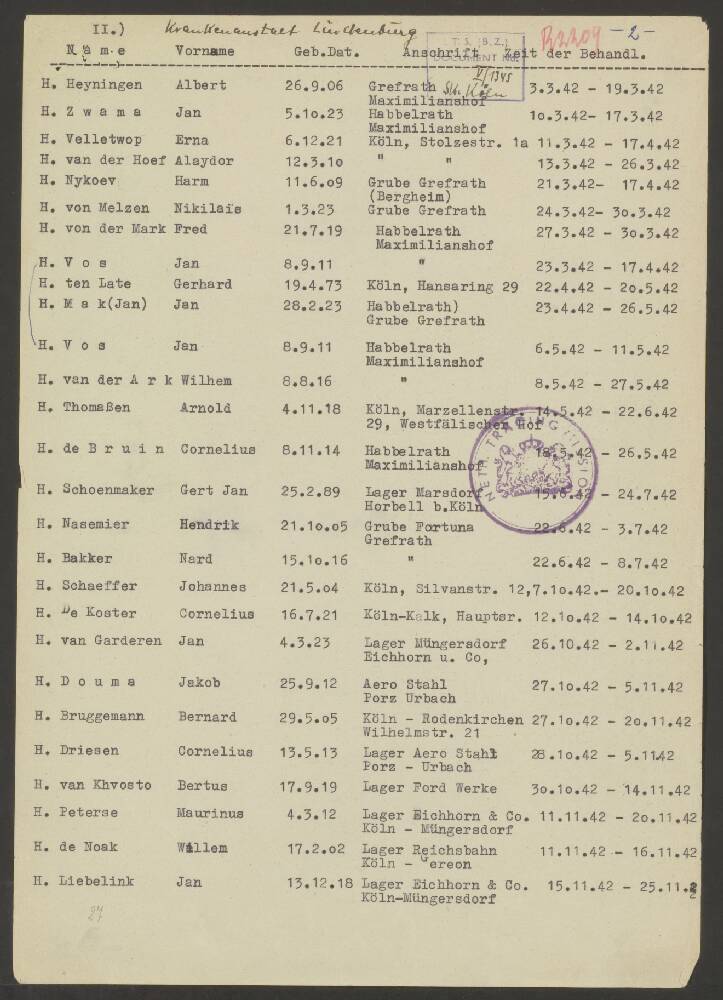 II.) Krankenanstalt Lindenburg B2204 -2-
T.S. (B.Z.)
DOCUMENT No.
V/1345
Stk. Köln
N a m e Vorname Geb.Dat. Anschrift Zeit der Behandl.
H. Heyningen Albert 26.9.06 Grefrath 3.3.42 - 19.3.42
Maximilianshof
H. Z w a m a Jan 5.10.23 Habbelrath 10.3.42- 17.3.42
Maximilianshof
H. Velletwop Erna 6.12.21 Köln, Stolzestr. 1a 11.3.42 - 17.4.42
H. van der Hoef Alaydor 12.3.10 " " 13.3.42 - 26.3.42
H. Nykoev Harm 11.6.09 Grube Grefrath 21.3.42- 17.4.42
(Bergheim)
H. von Melzen Nikilaïs 1.3.23 Grube Grefrath 24.3.42- 30.3.42
H. von der Mark Fred 21.7.19 Habbelrath 27.3.42 - 30.3.42
Maximilianshof
H. V o s Jan 8.9.11 " 23.3.42 - 17.4.42
H. ten Late Gerhard 19.4.73 Köln, Hansaring 29 22.4.42 - 20.5.42
H. M a k(Jan) Jan 28.2.23 Habbelrath) 23.4.42 - 26.5.42
Grube Grefrath
H. V o s Jan 8.9.11 Habbelrath 6.5.42 - 11.5.42
Maximilianshof
H. van der A r k Wilhem 8.8.16 " 8.5.42 - 27.5.42
H. Thomaßen Arnold 4.11.18 Köln, Marzellenstr. 14.5.42 - 22.6.42
29, Westfälischer Hof
H. de B r u i n Cornelius 8.11.14 Habbelrath 18.5.42 - 26.5.42
Maximilianshof
H. Schoenmaker Gert Jan 25.2.89 Lager Marsdorf 15.6.42 - 24.7.42
Horbell b.Köln
NETH. TRACING MISSION
H. Nasemier Hendrik 21.10.05 Grube Fortuna 22.6.42 - 3.7.42
Grefrath
H. Bakker Nard 15.10.16 " 22.6.42 - 8.7.42
H. Schaeffer Johannes 21.5.04 Köln, Silvanstr. 12,7.10.42.- 20.10.42
H. De Koster Cornelius 16.7.21 Köln-Kalk, Hauptsr. 12.10.42 - 14.10.42
H. van Garderen Jan 4.3.23 Lager Müngersdorf 26.10.42 - 2.11.42
Eichhorn u. Co,
H. D o u m a Jakob 25.9.12 Aero Stahl 27.10.42 - 5.11.42
Porz Urbach
H. Bruggemann Bernard 29.5.05 Köln - Rodenkirchen 27.10.42 - 20.11.42
Wilhelmstr. 21
H. Driesen Cornelius 13.5.13 Lager Aero Stahl 28.10.42 - 5.1142
Porz - Urbach
H. van Khvosto Bertus 17.9.19 Lager Ford Werke 30.10.42 - 14.11.42
H. Peterse Maurinus 4.3.12 Lager Eichhorn & Co. 11.11.42 - 20.11.42
Köln - Müngersdorf
H. de Noak Willem 17.2.02 Lager Reichsbahn 11.11.42 - 16.11.42
Köln - Gereon
H. Liebelink Jan 13.12.18 Lager Eichhorn & Co. 15.11.42 - 25.11.2
Köln-Müngersdorf
27